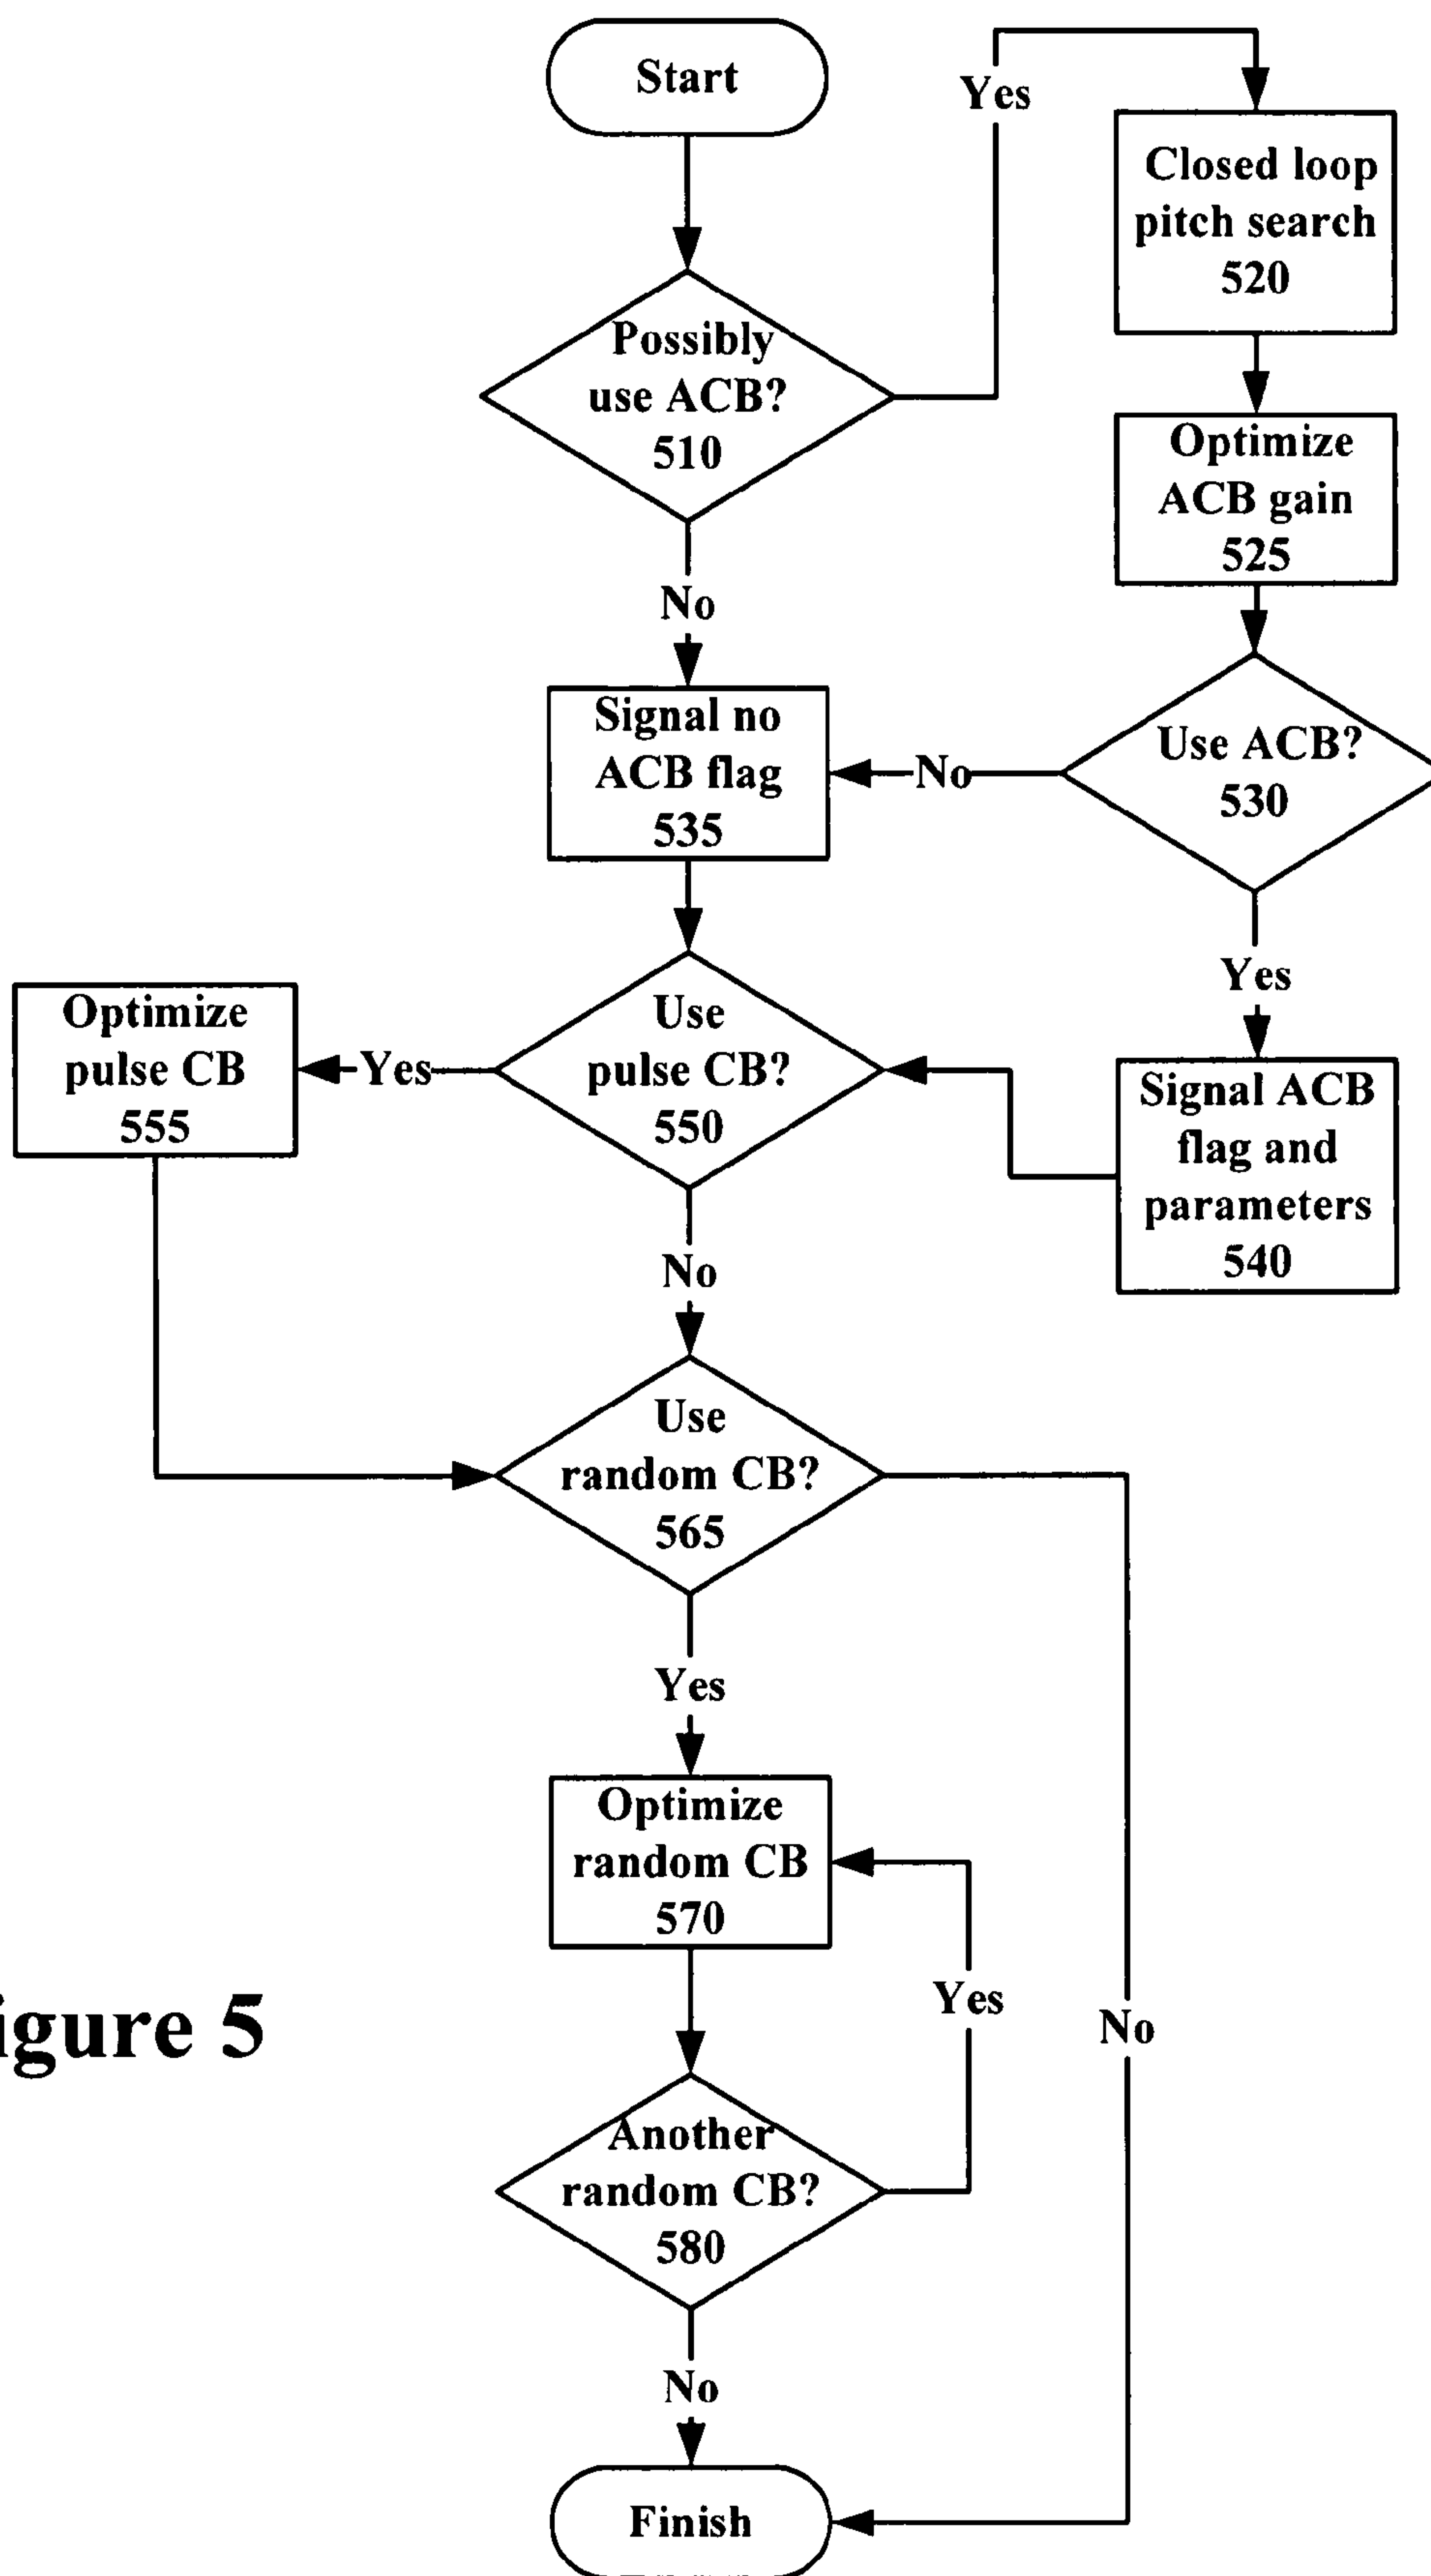 Start
Yes
Closed loop
pitch search
520
Possibly
use ACB?
510
Optimize
ACB gain
525
No
Signal no
ACB flag
535
No
Use ACB?
530
Yes
Optimize
pulse CB
555
Yes
Use
pulse CB?
550
Signal ACB
flag and
parameters
540
No
Use
random CB?
565
Yes
Optimize
random CB
570
Yes
No
igure 5
Another
random CB?
580
No
Finish